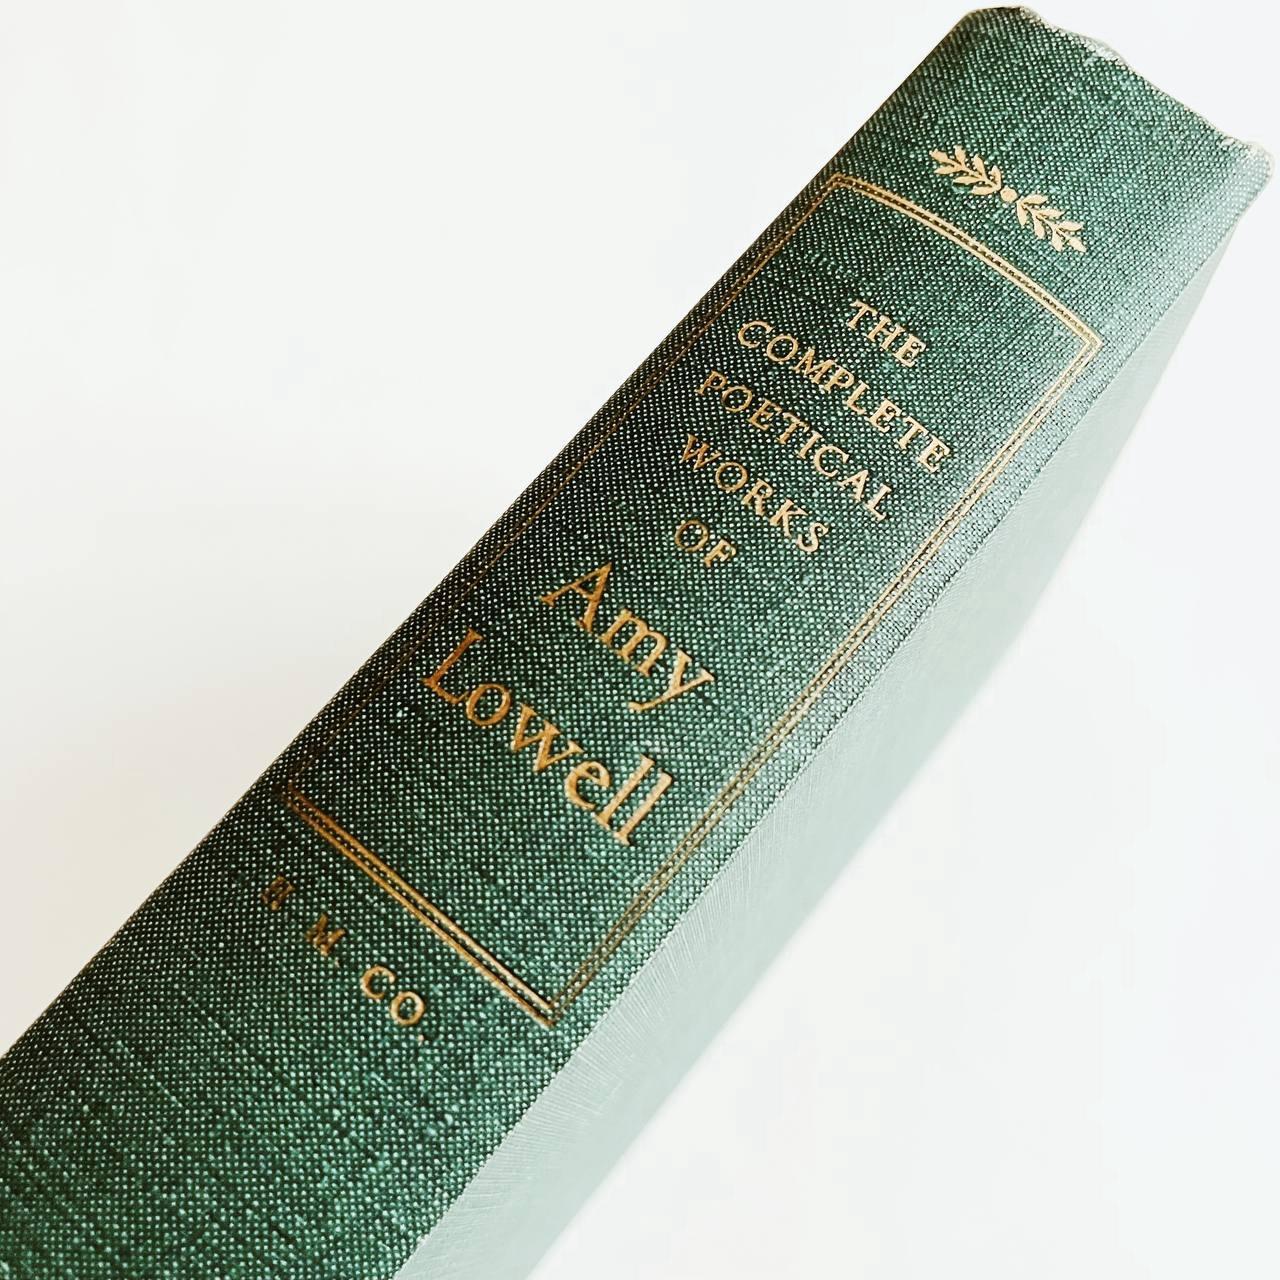 THE
COMPLETE
POETICAL
WORKS
OF
Amy
Lowell
H M CO.